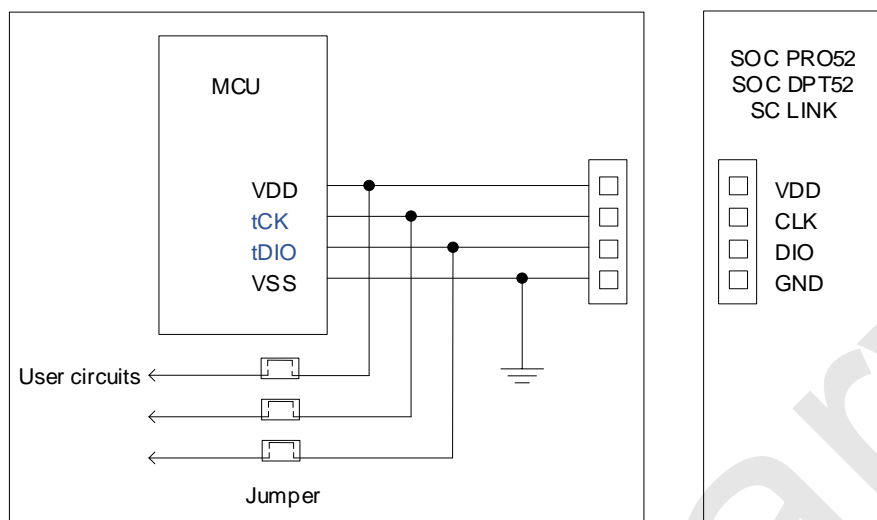 MCU
VDD
tCK
tDIO
VSS
User circuits
Jumper
SOC PRO52
SOC DPT52
SC LINK
VDD
CLK
DIO
GND